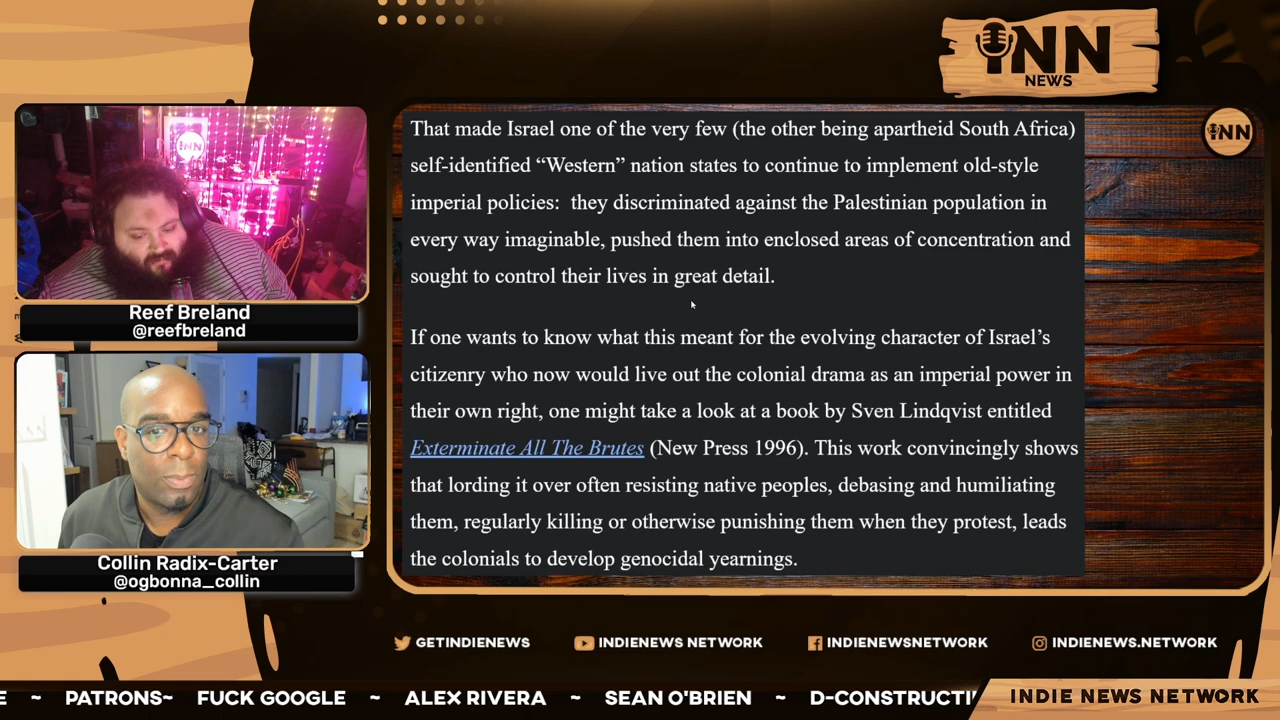 INN
NEWS
That made Israel one of the very few (the other being apartheid South Africa)
self-identified “Western” nation states to continue to implement old-style
imperial policies:  they discriminated against the Palestinian population in
every way imaginable, pushed them into enclosed areas of concentration and
sought to control their lives in great detail.
If one wants to know what this meant for the evolving character of Israel’s
citizenry who now would live out the colonial drama as an imperial power in
their own right, one might take a look at a book by Sven Lindqvist entitled
Exterminate All The Brutes (New Press 1996). This work convincingly shows
that lording it over often resisting native peoples, debasing and humiliating
them, regularly killing or otherwise punishing them when they protest, leads
the colonials to develop genocidal yearnings.
INN
INN
Reef Breland
@reefbreland
Collin Radix-Carter
@ogbonna_collin
GETINDIENEWS
INDIENEWS NETWORK
INDIENEWSNETWORK
INDIENEWS.NETWORK
E ~ PATRONS~ FUCK GOOGLE ~ ALEX RIVERA ~ SEAN O'BRIEN ~ D-CONSTRUCTI
INDIE NEWS NETWORK